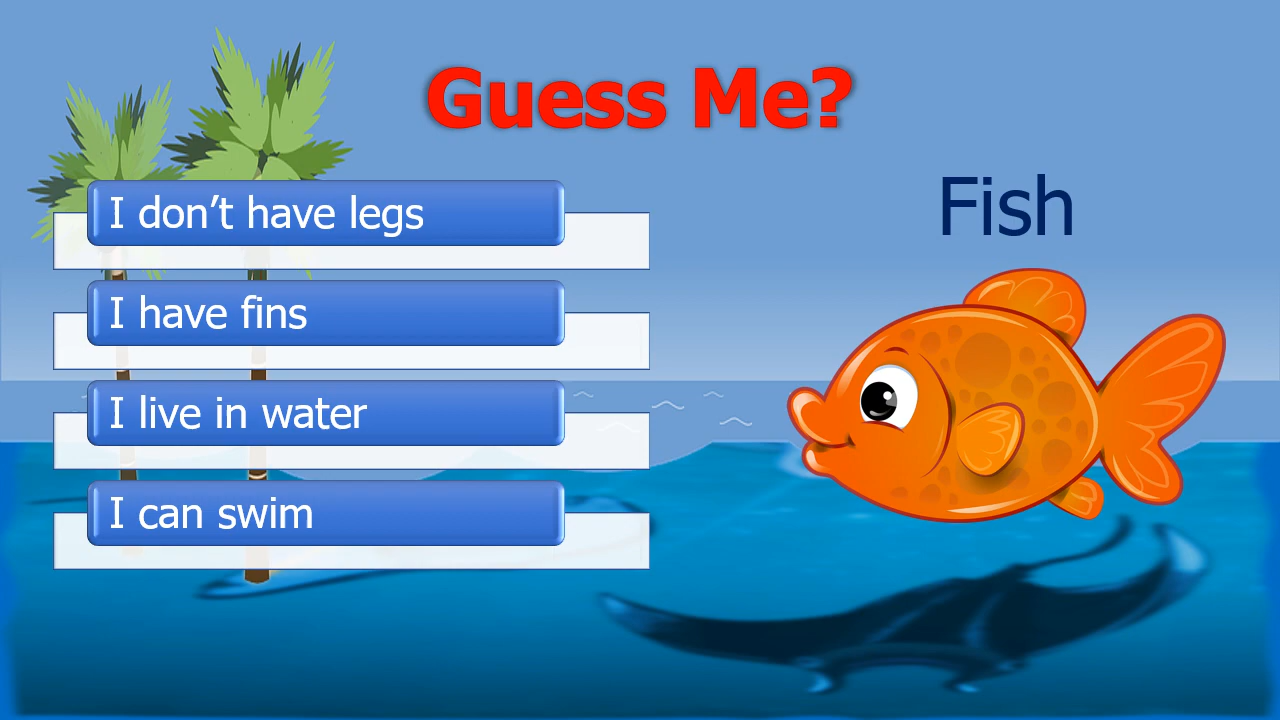 Guess Me?
I don’t have legs
I have fins
I live in water
I can swim
Fish